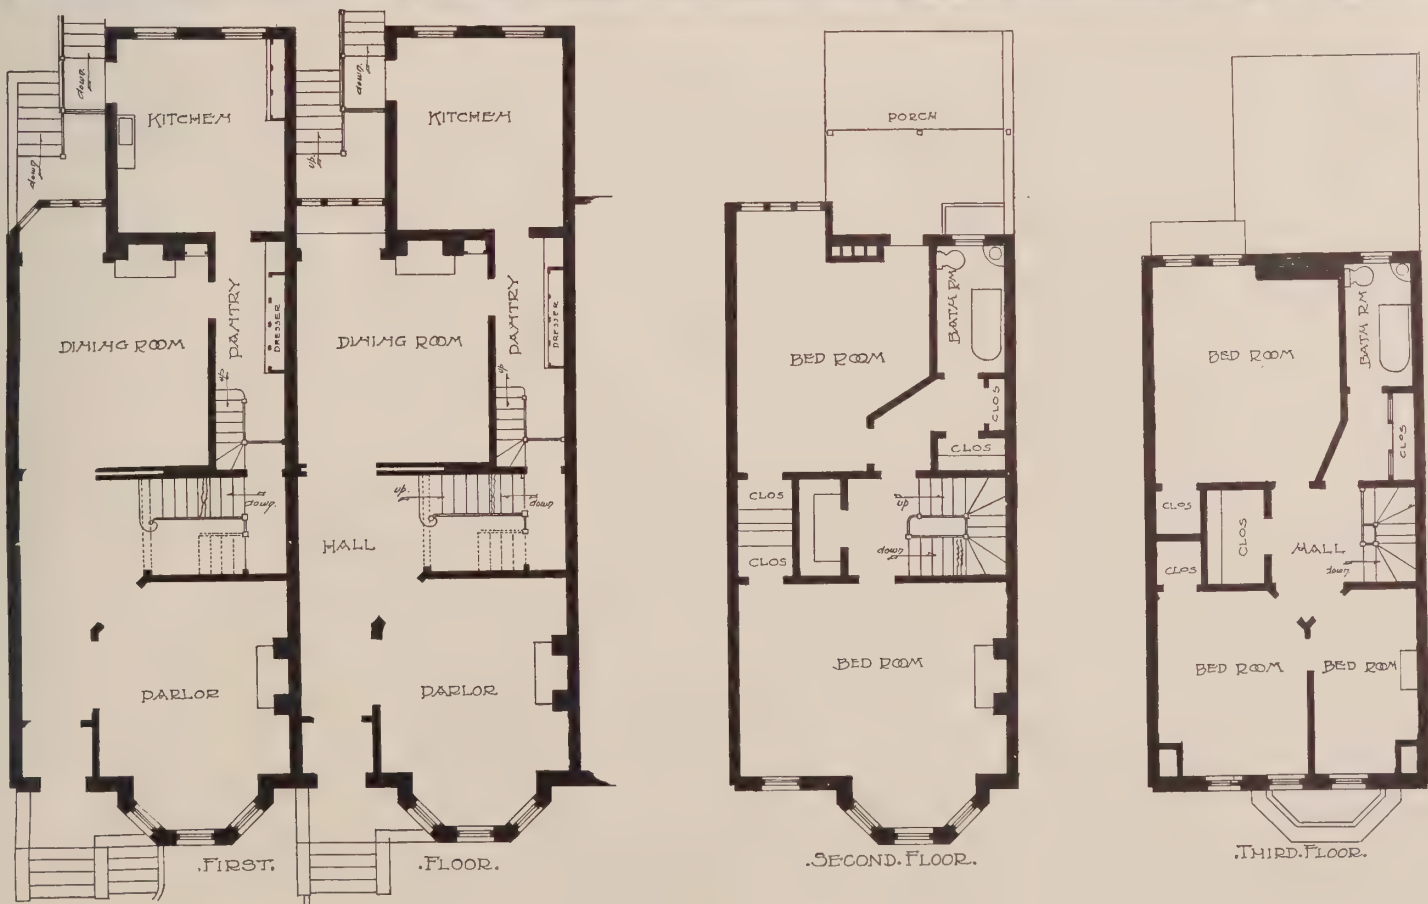 down.
KITCHEN
down
DINING ROOM
PANTRY
DRESSER
up
down.
PARLOR
.FIRST.
down
KITCHEN
up.
DINING ROOM
PANTRY
DRESSER
up
up.
down
HALL
PARLOR
.FLOOR.
PORCH
BATH RM
BED ROOM
CLOS
CLOS
CLOS
up
down
CLOS
BED ROOM
.SECOND.FLOOR.
BATH RM
BED ROOM
CLOS
CLOS
CLOS
HALL
down.
CLOS
BED ROOM
BED ROOM
.THIRD.FLOOR.